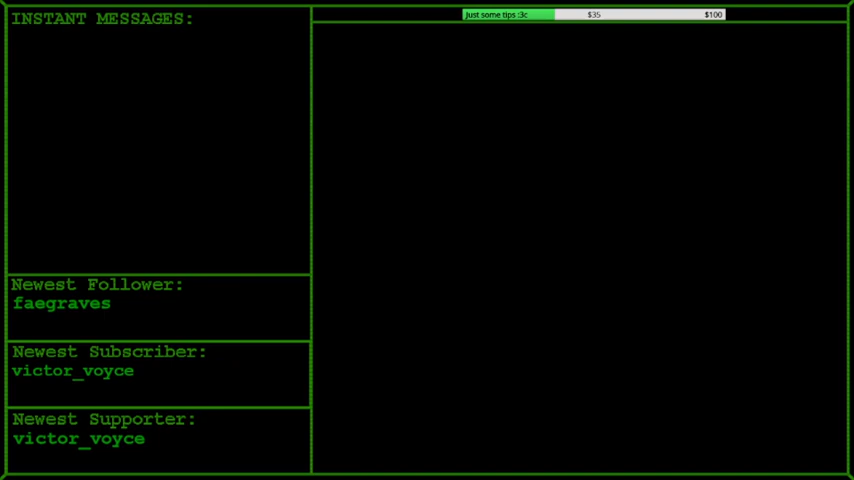 INSTANT MESSAGES:
Just some tips :3c $35 $100
Newest Follower:
faegraves
Newest Subscriber:
victor_voyce
Newest Supporter:
victor_voyce